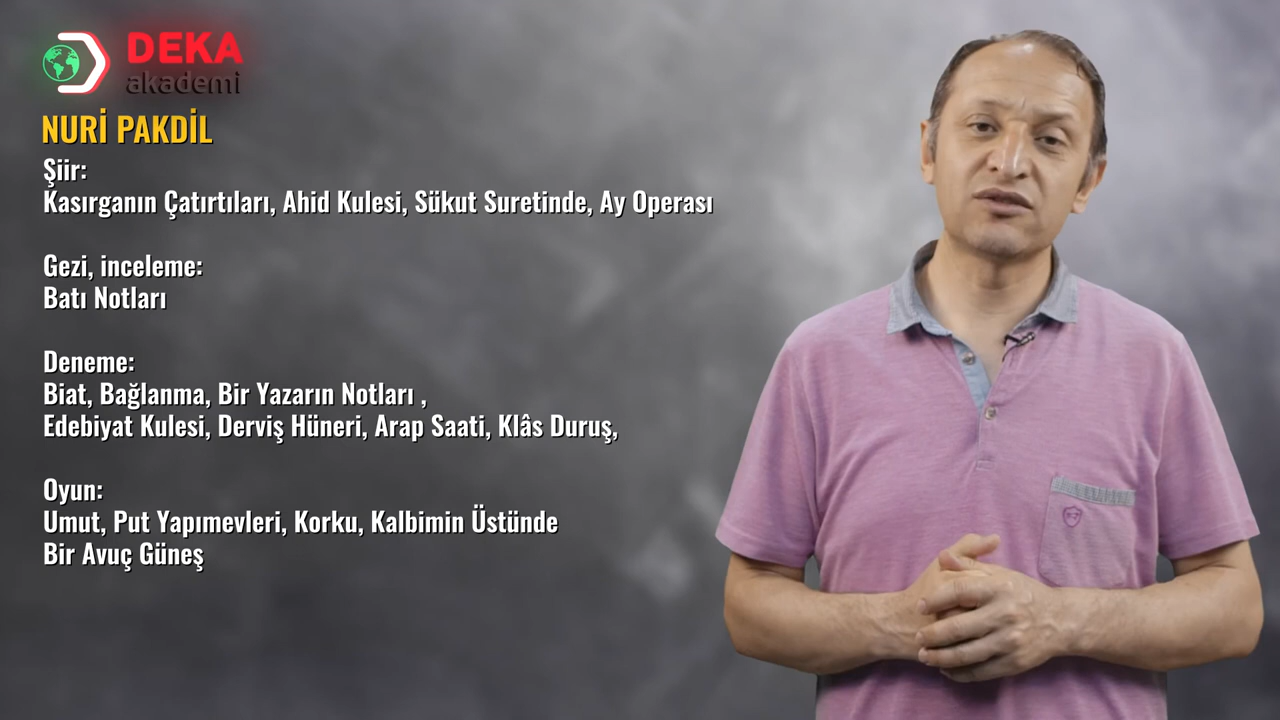 DEKA
akademi
NURİ PAKDİL
Şiir:
Kasırganın Çatırtıları, Ahid Kulesi, Sükut Suretinde, Ay Operası
Gezi, inceleme:
Batı Notları
Deneme:
Biat, Bağlanma, Bir Yazarın Notları ,
Edebiyat Kulesi, Derviş Hüneri, Arap Saati, Klâs Duruş,
Oyun:
Umut, Put Yapımevleri, Korku, Kalbimin Üstünde
Bir Avuç Güneş